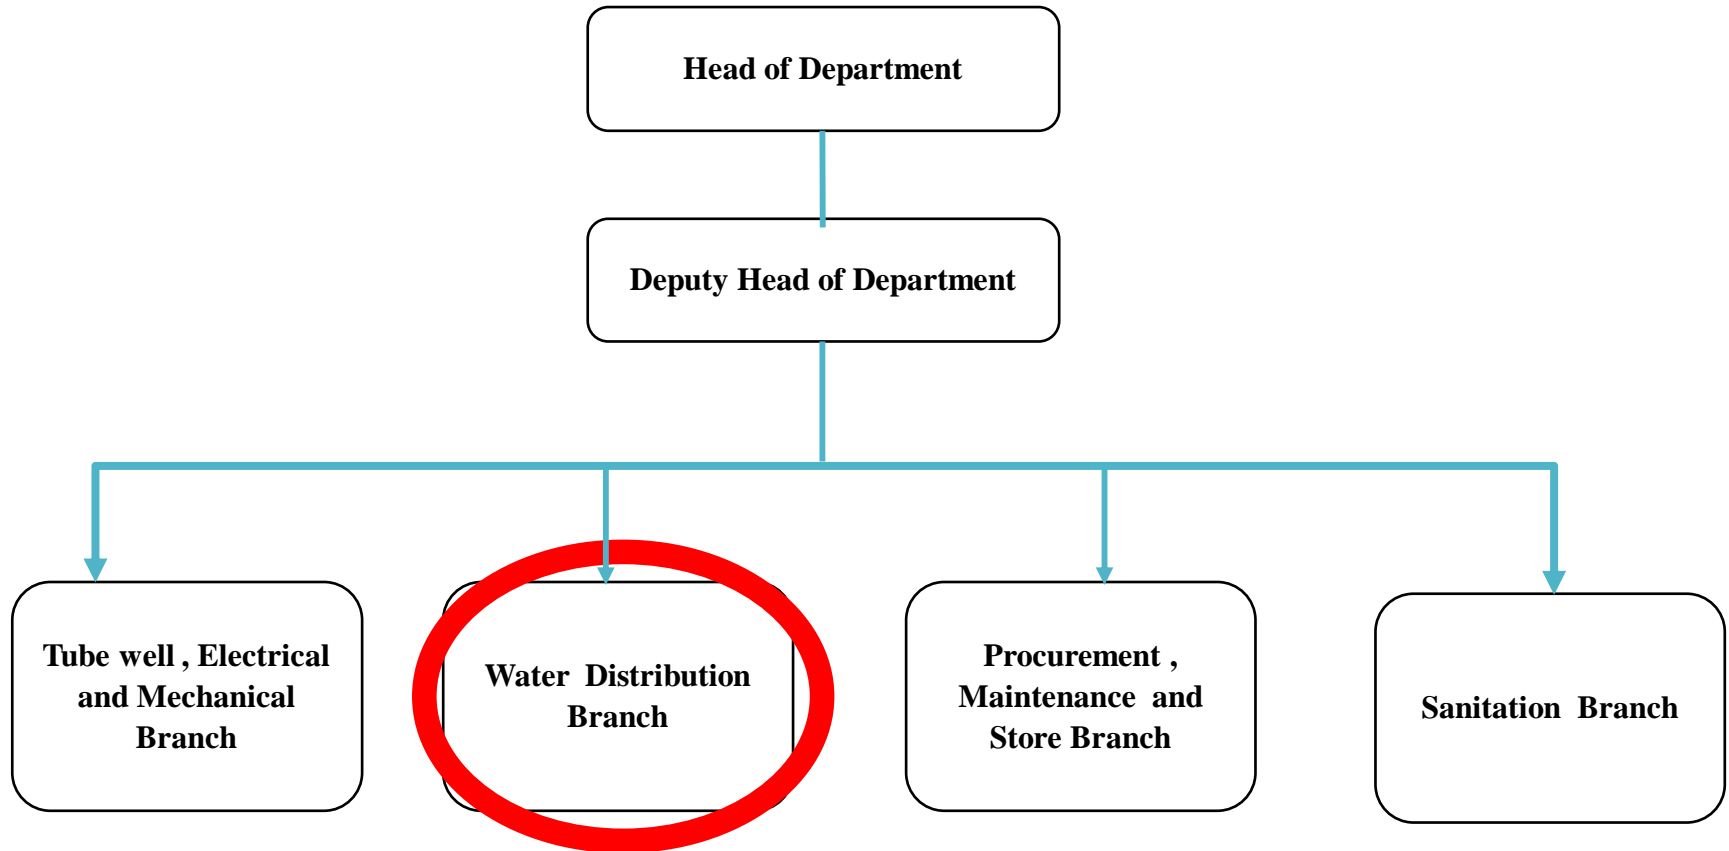 Head of Department
Deputy Head of Department
Tube well , Electrical
and Mechanical
Branch
Water Distribution
Branch
Procurement ,
Maintenance and
Store Branch
Sanitation Branch